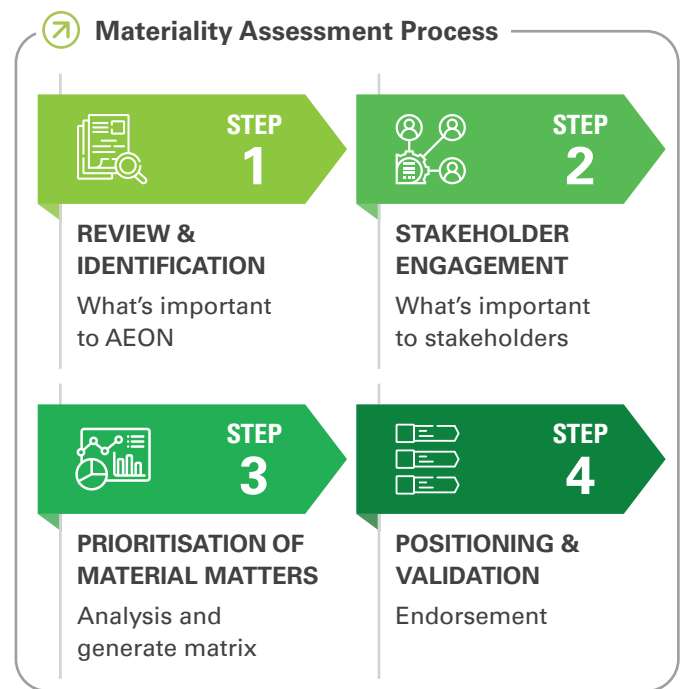 Materiality Assessment Process
STEP
1
REVIEW &
IDENTIFICATION
What's important
to AEON
STEP
2
STAKEHOLDER
ENGAGEMENT
What's important
to stakeholders
STEP
3
PRIORITISATION OF
MATERIAL MATTERS
Analysis and
generate matrix
STEP
4
POSITIONING &
VALIDATION
Endorsement